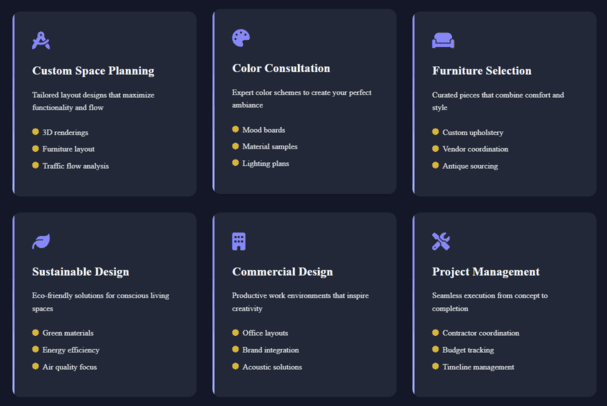 Custom Space Planning
Tailored layout designs that maximize
functionality and flow
3D renderings
Furniture layout
Traffic flow analysis
Color Consultation
Expert color schemes to create your perfect
ambiance
Mood boards
Material samples
Lighting plans
Furniture Selection
Curated pieces that combine comfort and
style
Custom upholstery
Vendor coordination
Antique sourcing
Sustainable Design
Eco-friendly solutions for conscious living
spaces
Green materials
Energy efficiency
Air quality focus
Commercial Design
Productive work environments that inspire
creativity
Office layouts
Brand integration
Acoustic solutions
Project Management
Seamless execution from concept to
completion
Contractor coordination
Budget tracking
Timeline management